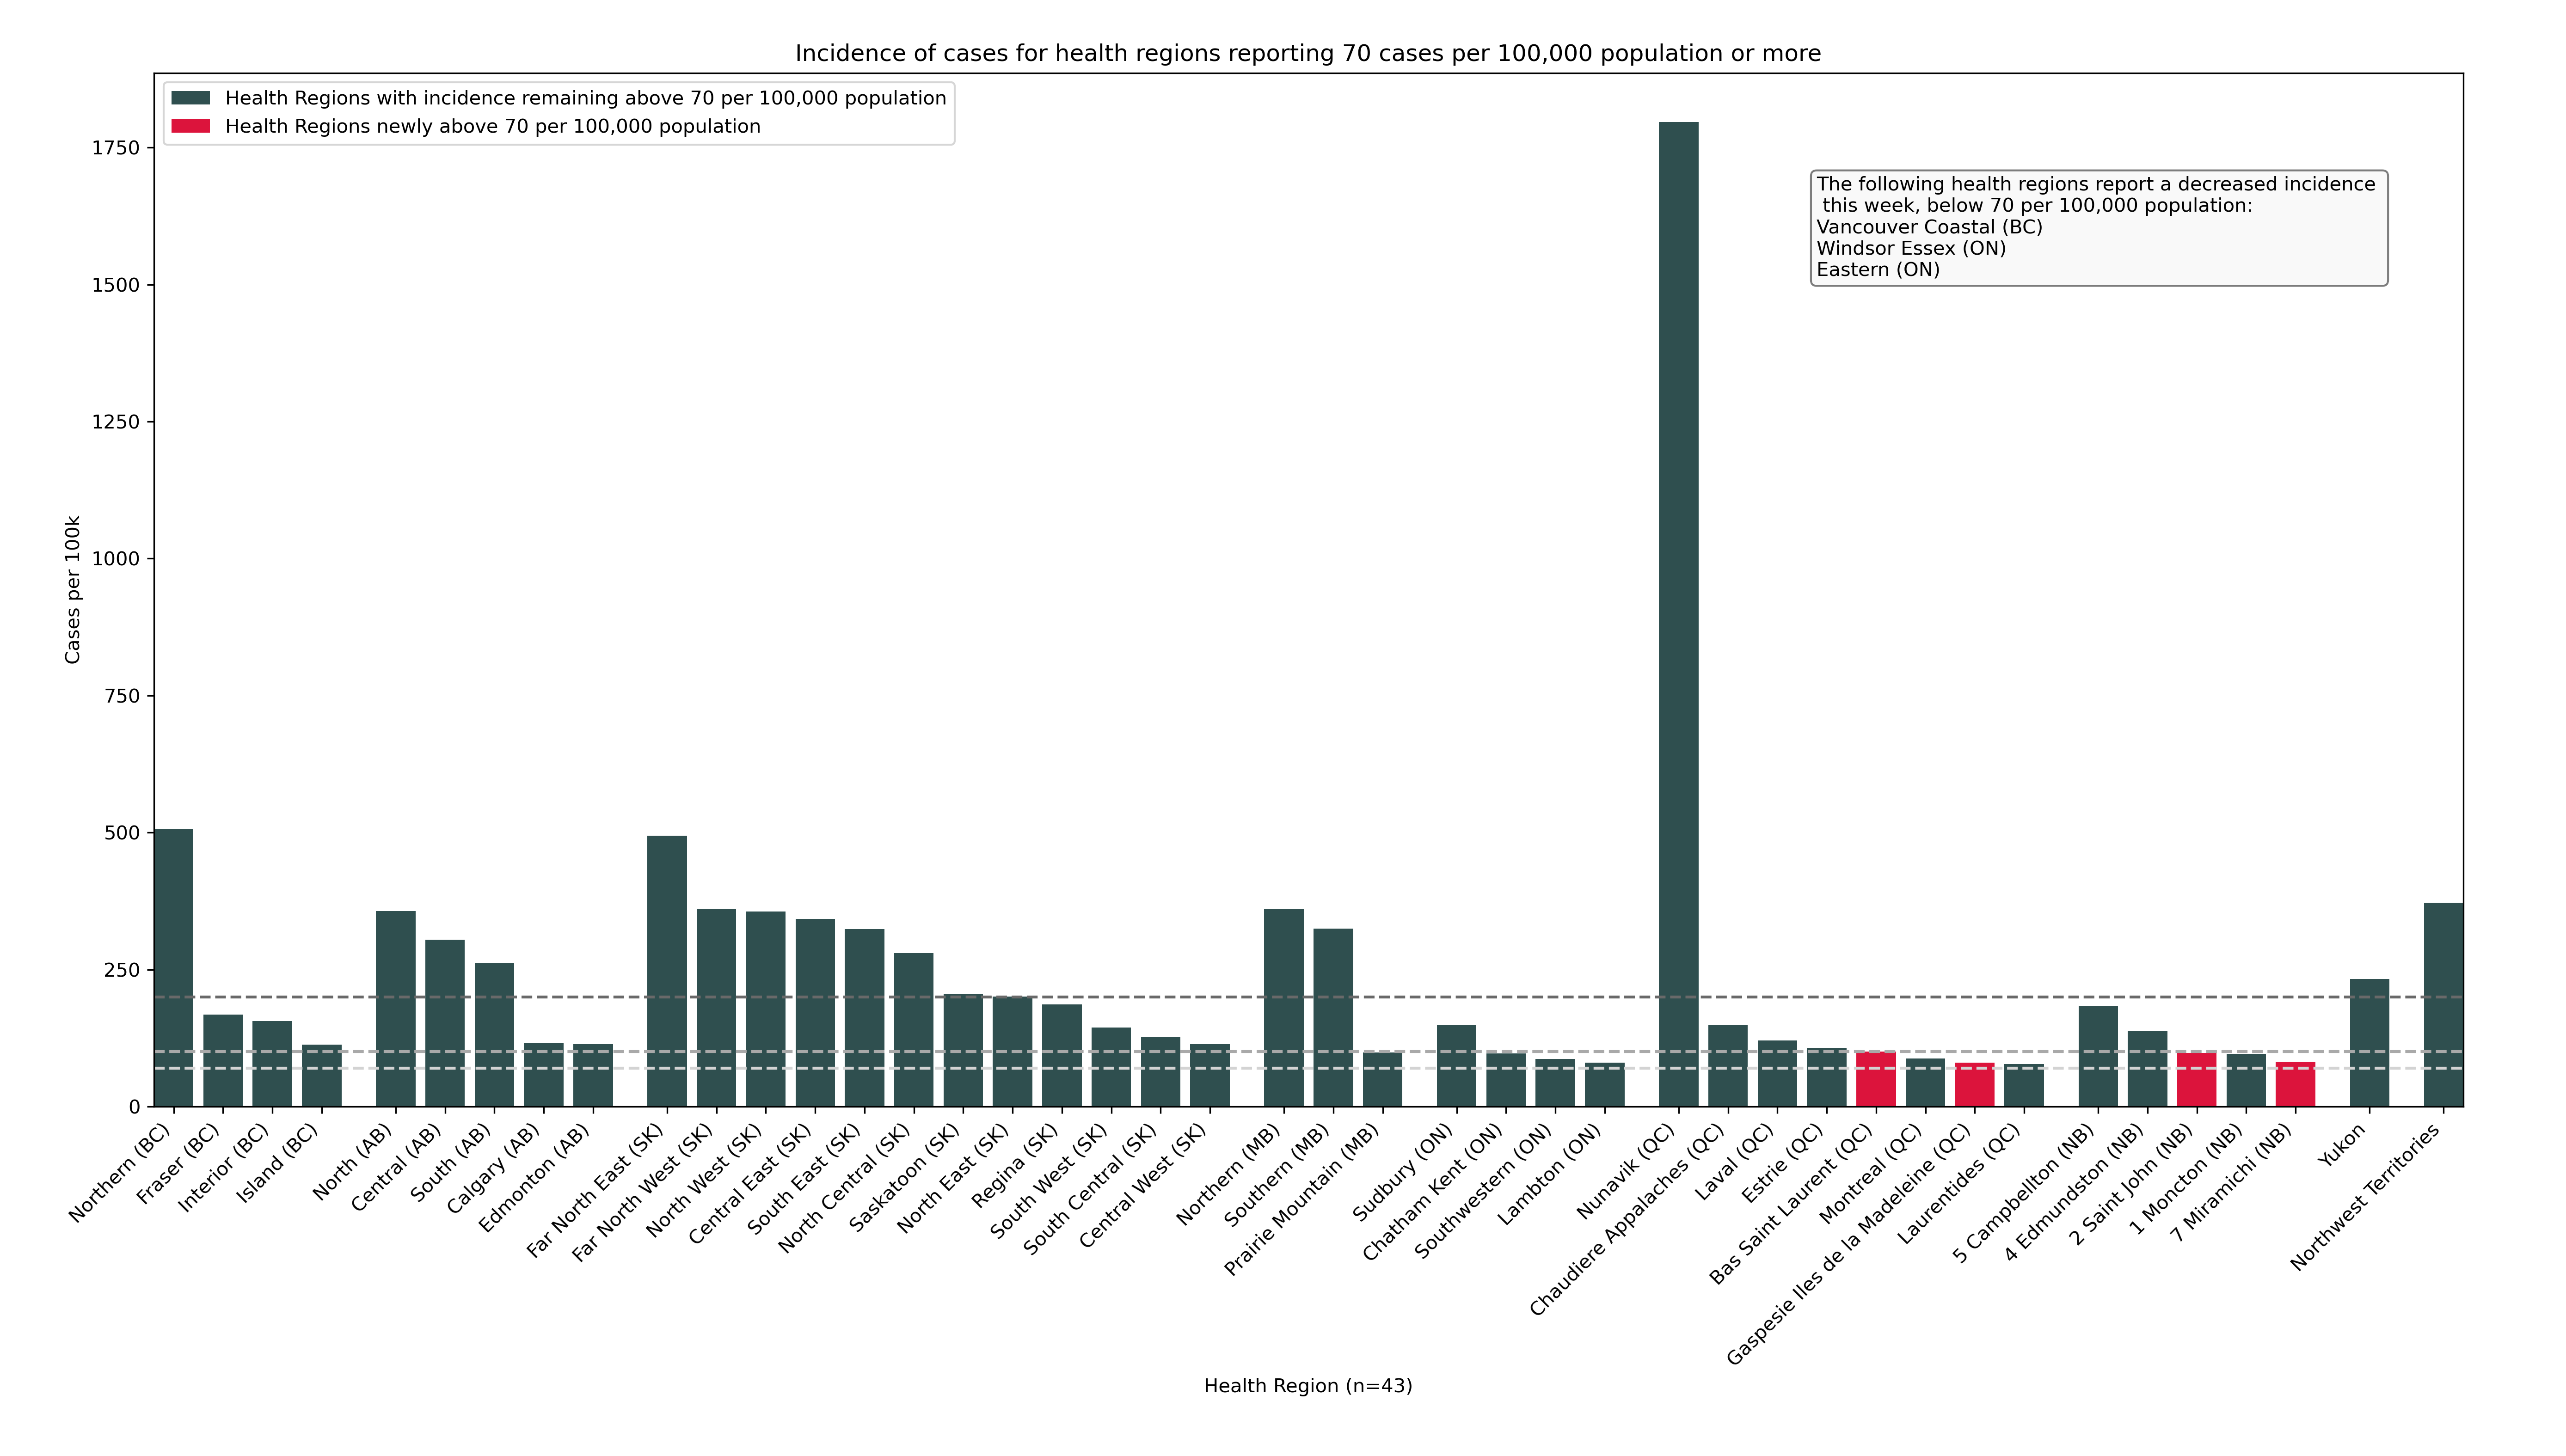 Incidence of cases for health regions reporting 70 cases per 100,000 population or more
Health Regions with incidence remaining above 70 per 100,000 population
Health Regions newly above 70 per 100,000 population
The following health regions report a decreased incidence
this week, below 70 per 100,000 population:
Vancouver Coastal (BC)
Windsor Essex (ON)
Eastern (ON)
Cases per 100k
1750
1500
1250
1000
750
500
250
0
Northern (BC)
Fraser (BC)
Interior (BC)
Island (BC)
North (AB)
Central (AB)
South (AB)
Calgary (AB)
Edmonton (AB)
Far North East (SK)
Far North West (SK)
North West (SK)
Central East (SK)
South East (SK)
North Central (SK)
Saskatoon (SK)
North East (SK)
Regina (SK)
South West (SK)
South Central (SK)
Central West (SK)
Northern (MB)
Southern (MB)
Prairie Mountain (MB)
Sudbury (ON)
Chatham Kent (ON)
Southwestern (ON)
Lambton (ON)
Nunavik (QC)
Chaudiere Appalaches (QC)
Laval (QC)
Estrie (QC)
Bas Saint Laurent (QC)
Montreal (QC)
Gaspesie Iles de la Madeleine (QC)
Laurentides (QC)
5 Campbellton (NB)
4 Edmundston (NB)
2 Saint John (NB)
1 Moncton (NB)
7 Miramichi (NB)
Yukon
Northwest Territories
Health Region (n=43)